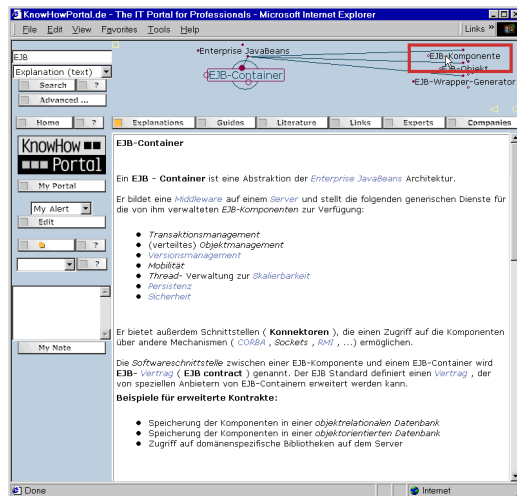 KnowHowPortal.de - The IT Portal for Professionals - Microsoft Internet Explorer
File Edit View Favorites Tools Help
Links »
EJB
Explanation (text)
Search ?
Advanced ...
Enterprise JavaBeans
EJB-Container
EJB-Komponente
EJB-Objekt
EJB-Wrapper-Generator
Home ?
Explanations Guides Literature Links Experts Companies
KnowHow
Portal
My Portal
My Alert
Edit
?
?
My Note
EJB-Container
Ein EJB - Container ist eine Abstraktion der Enterprise JavaBeans Architektur.
Er bildet eine Middleware auf einem Server und stellt die folgenden generischen Dienste für
die von ihm verwalteten EJB-Komponenten zur Verfügung:
● Transaktionsmanagement
● (verteiltes) Objektmanagement
● Versionsmanagement
● Mobilität
● Thread- Verwaltung zur Skalierbarkeit
● Persistenz
● Sicherheit
Er bietet außerdem Schnittstellen ( Konnektoren ), die einen Zugriff auf die Komponenten
über andere Mechanismen ( CORBA , Sockets , RMI , ...) ermöglichen.
Die Softwareschnittstelle zwischen einer EJB-Komponente und einem EJB-Container wird
EJB- Vertrag ( EJB contract ) genannt. Der EJB Standard definiert einen Vertrag , der
von speziellen Anbietern von EJB-Containern erweitert werden kann.
Beispiele für erweiterte Kontrakte:
● Speicherung der Komponenten in einer objektrelationalen Datenbank
● Speicherung der Komponenten in einer objektorientierten Datenbank
● Zugriff auf domänenspezifische Bibliotheken auf dem Server
Done
Internet